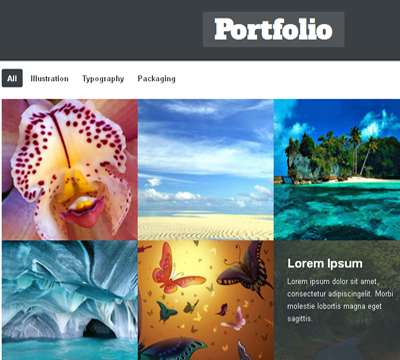 Portfolio
All Illustration Typography Packaging
Lorem Ipsum
Lorem ipsum dolor sit amet,
consectetur adipiscingelit. Morbi
molestie lobortis magna eget
sagittis.